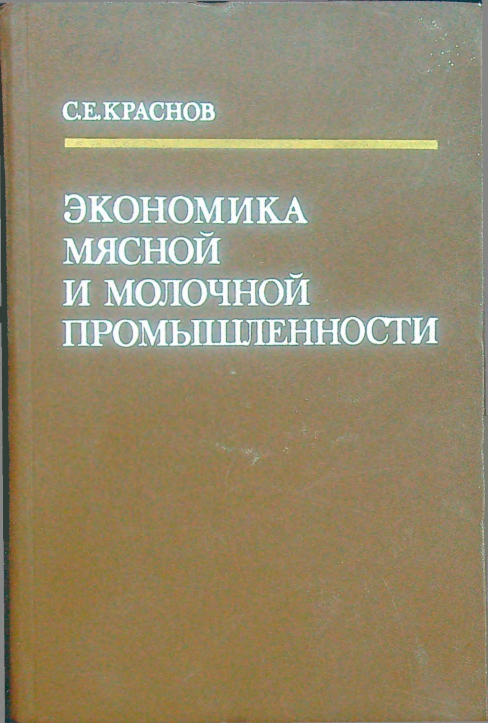 С.Е.КРАСНОВ
ЭКОНОМИКА
МЯСНОЙ
И МОЛОЧНОЙ
ПРОМЫШЛЕННОСТИ